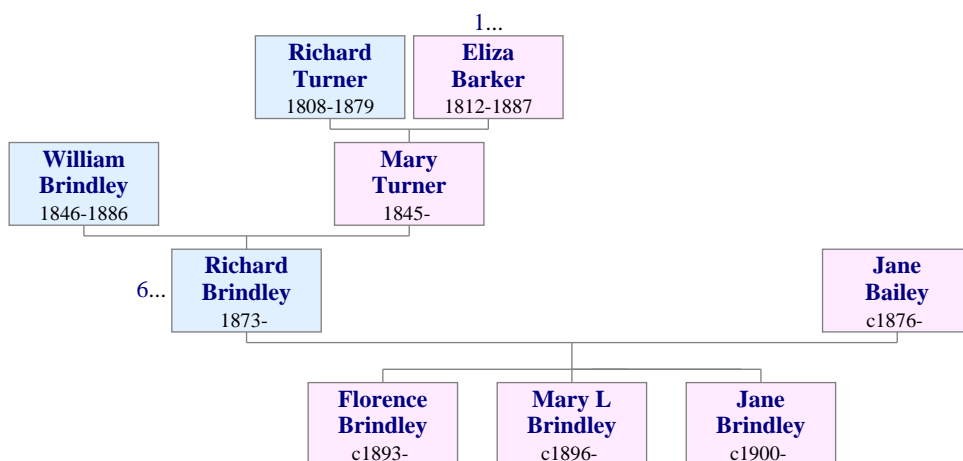 1...
Richard
Turner
1808-1879
Eliza
Barker
1812-1887
William
Brindley
1846-1886
Mary
Turner
1845-
6...
Richard
Brindley
1873-
Jane
Bailey
c1876-
Florence
Brindley
c1893-
Mary L
Brindley
c1896-
Jane
Brindley
c1900-